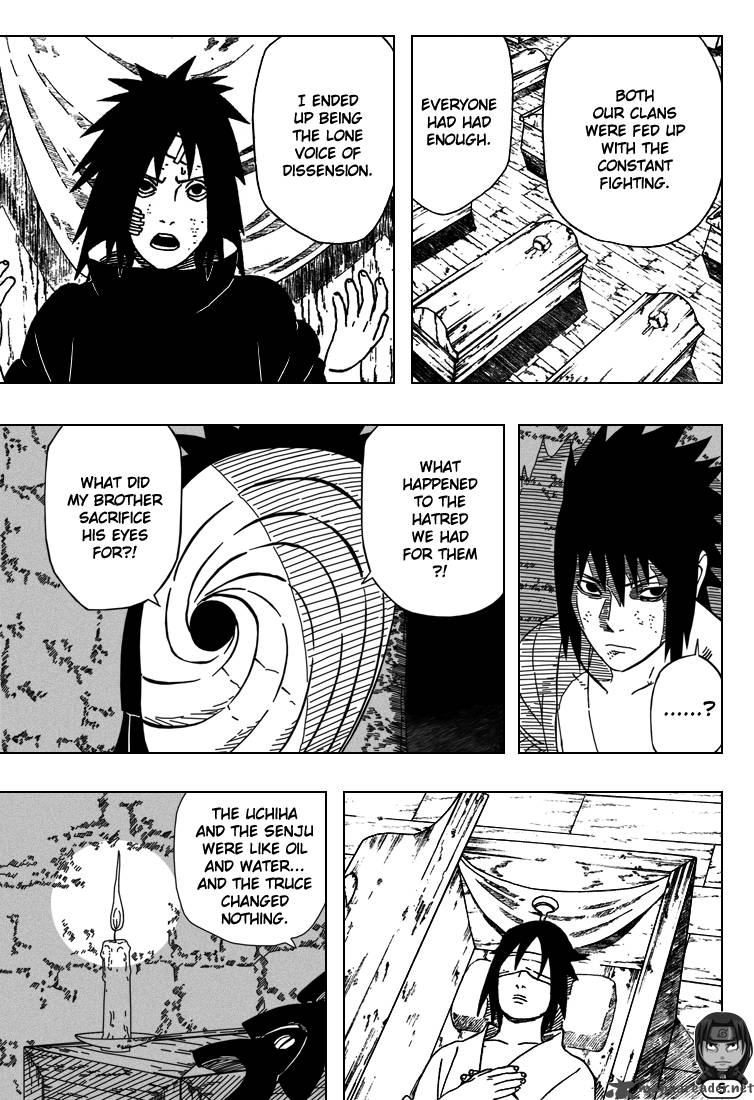 BOTH
OUR CLANS
WERE FED UP
WITH THE
CONSTANT
FIGHTING.
EVERYONE
HAD HAD
ENOUGH.
I ENDED
UP BEING
THE LONE
VOICE OF
DISSENSION.
......?
WHAT
HAPPENED
TO THE
HATRED
WE HAD
FOR THEM
?!
WHAT DID
MY BROTHER
SACRIFICE
HIS EYES
FOR?!
THE UCHIHA
AND THE SENJU
WERE LIKE OIL
AND WATER...
AND THE TRUCE
CHANGED
NOTHING.
5